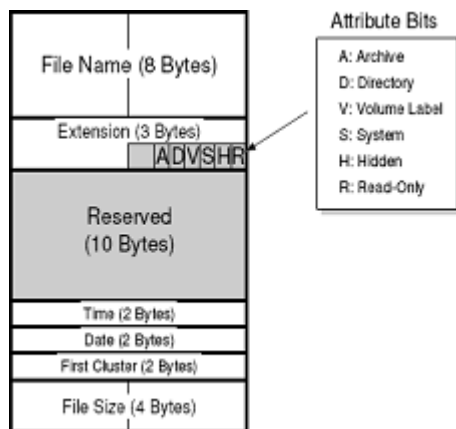 File Name (8 Bytes)
Extension (3 Bytes)
A D V S H R
Reserved
(10 Bytes)
Time (2 Bytes)
Date (2 Bytes)
First Cluster (2 Bytes)
File Size (4 Bytes)
Attribute Bits
A: Archive
D: Directory
V: Volume Label
S: System
H: Hidden
R: Read-Only